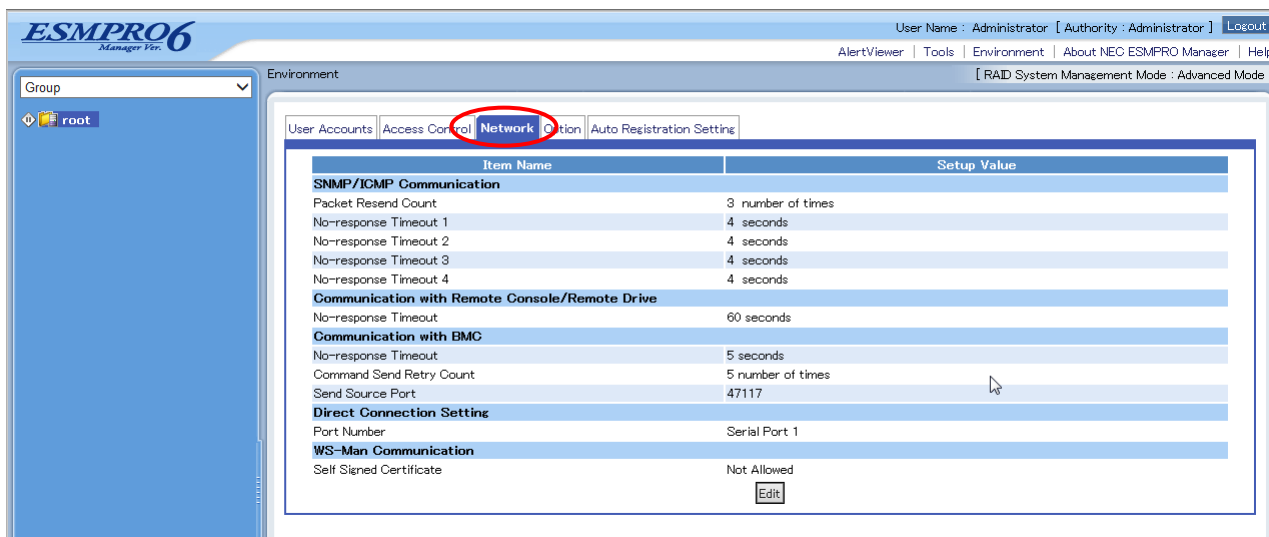 ESMPRO6
Manager Ver.
User Name : Administrator [ Authority : Administrator ] Logout
AlertViewer | Tools | Environment | About NEC ESMPRO Manager | Help
Group
Environment
[ RAID System Management Mode : Advanced Mode
root
User Accounts Access Control Network Option Auto Registration Setting
Item Name Setup Value
SNMP/ICMP Communication
Packet Resend Count 3 number of times
No-response Timeout 1 4 seconds
No-response Timeout 2 4 seconds
No-response Timeout 3 4 seconds
No-response Timeout 4 4 seconds
Communication with Remote Console/Remote Drive
No-response Timeout 60 seconds
Communication with BMC
No-response Timeout 5 seconds
Command Send Retry Count 5 number of times
Send Source Port 47117
Direct Connection Setting
Port Number Serial Port 1
WS-Man Communication
Self Signed Certificate Not Allowed
Edit